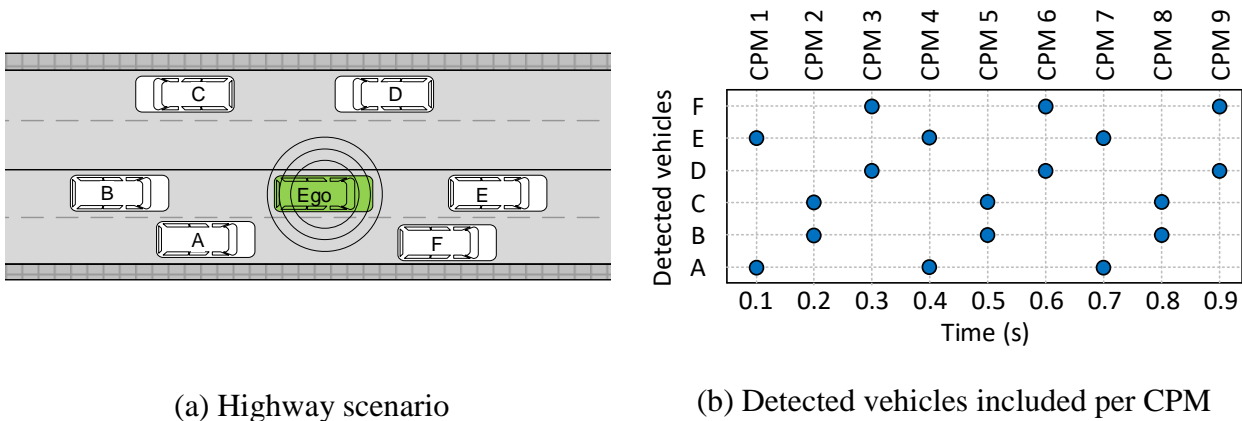 C
D
B
Ego
E
A
F
(a) Highway scenario
CPM 1
CPM 2
CPM 3
CPM 4
CPM 5
CPM 6
CPM 7
CPM 8
CPM 9
Detected vehicles
F
E
D
C
B
A
0.1 0.2 0.3 0.4 0.5 0.6 0.7 0.8 0.9
Time (s)
(b) Detected vehicles included per CPM